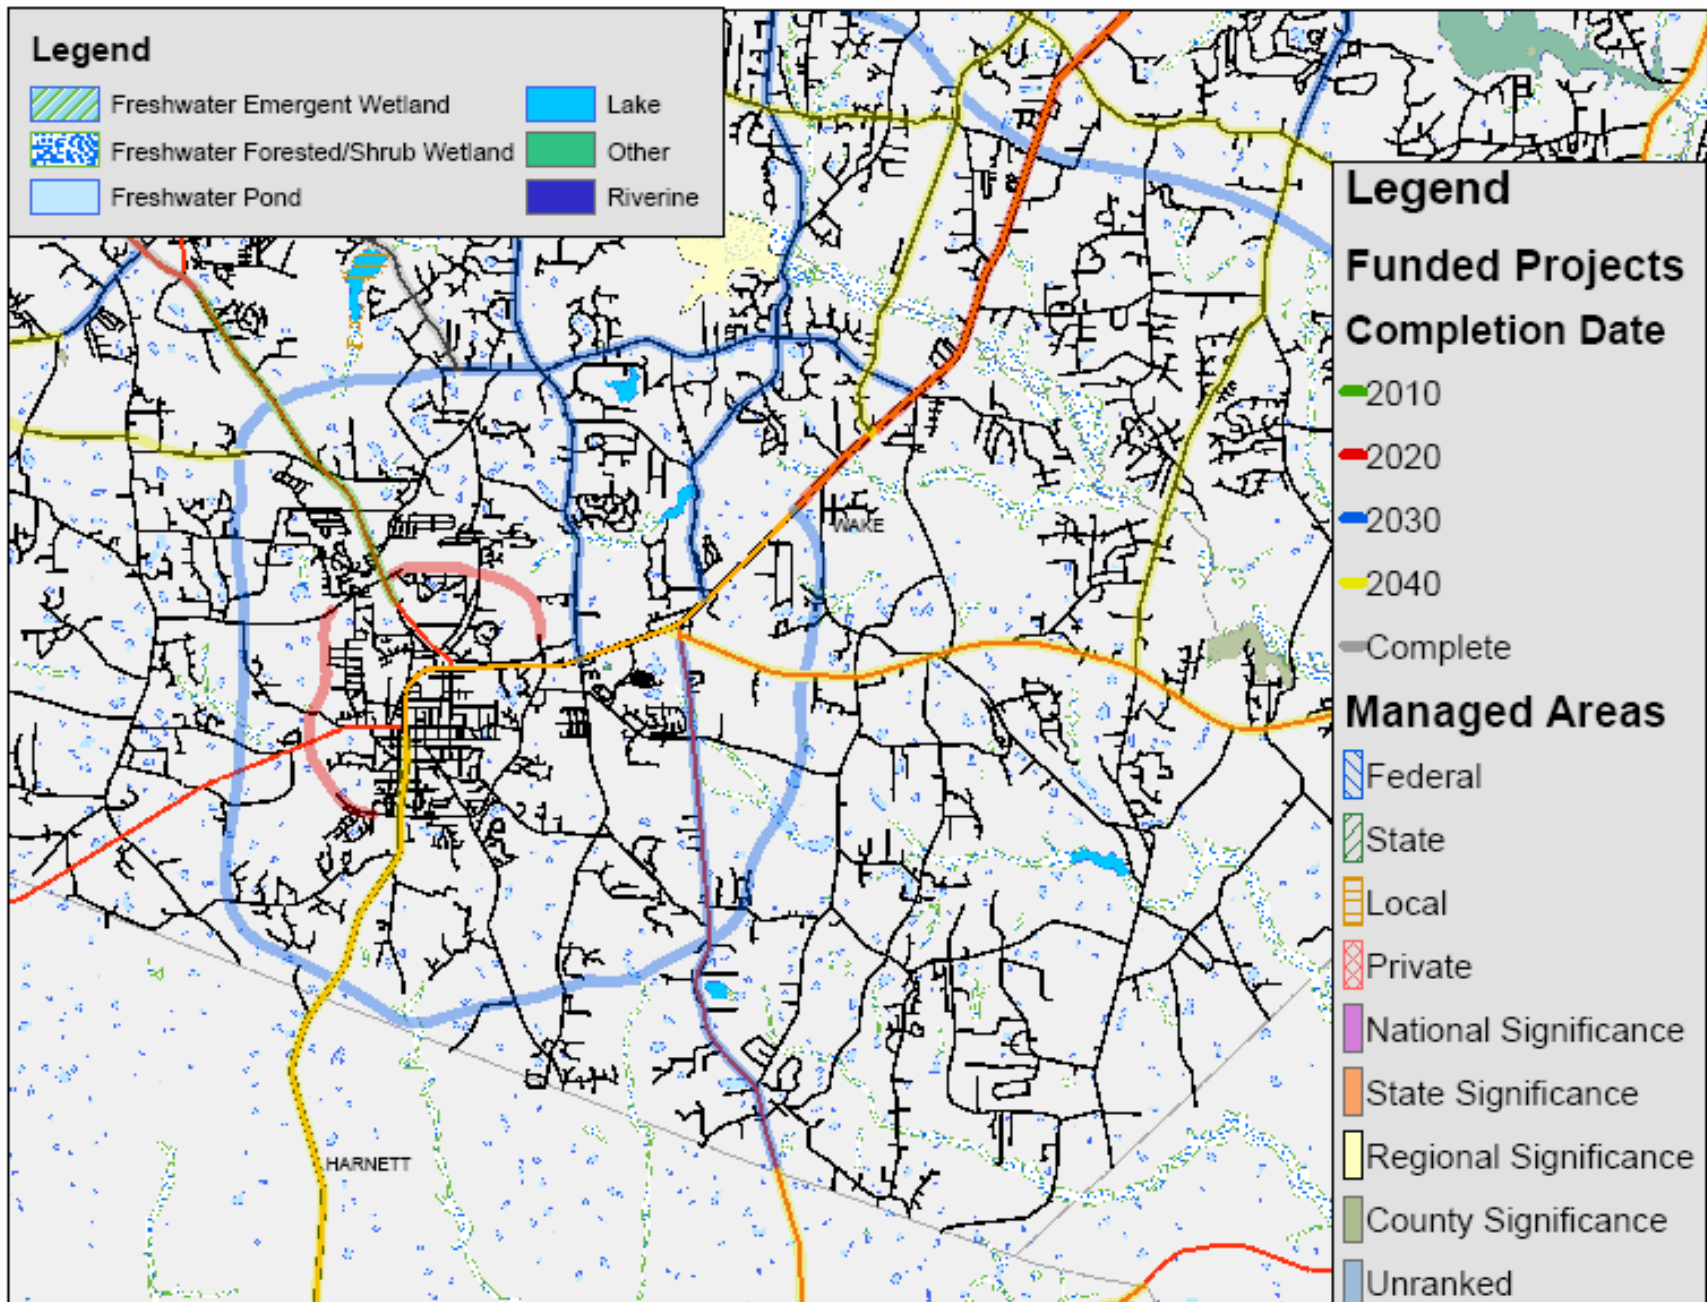 Legend
Freshwater Emergent Wetland
Freshwater Forested/Shrub Wetland
Freshwater Pond
Lake
Other
Riverine
Legend
Funded Projects
Completion Date
2010
2020
2030
2040
Complete
Managed Areas
Federal
State
Local
Private
National Significance
State Significance
Regional Significance
County Significance
Unranked
WAKE
HARNETT